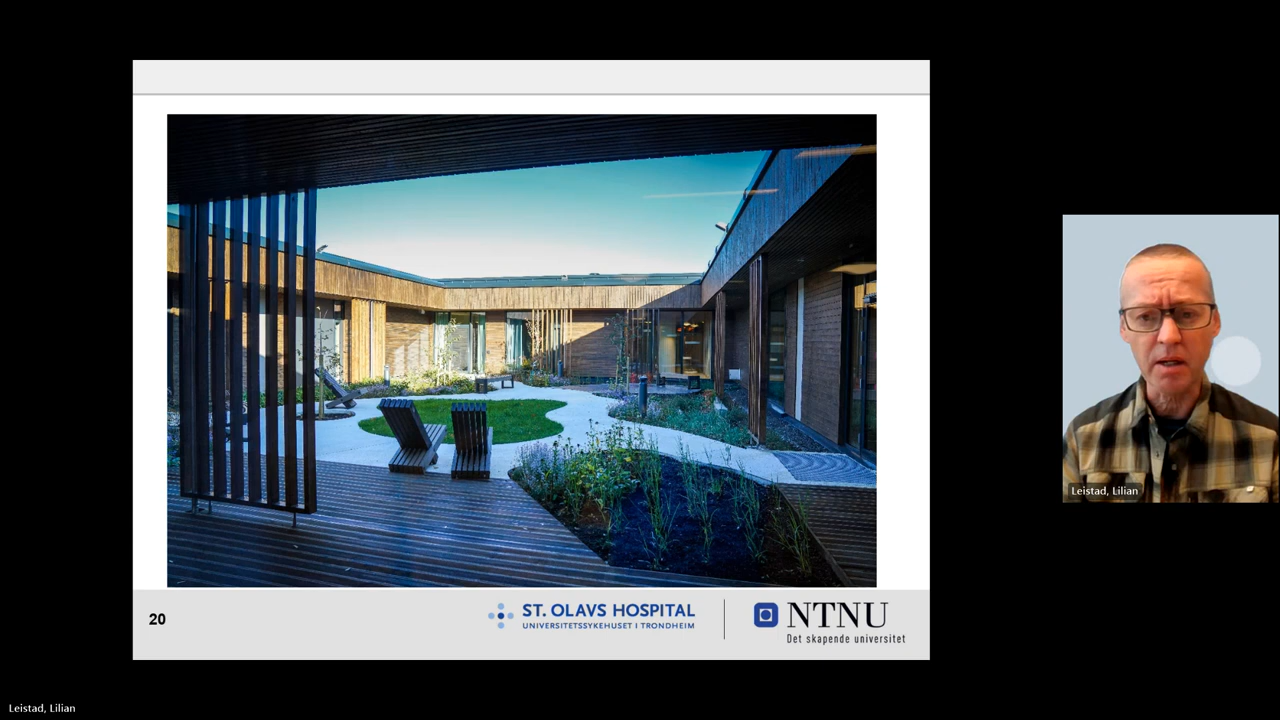 20
ST. OLAVS HOSPITAL
UNIVERSITETSSYKEHUSET I TRONDHEIM
NTNU
Det skapende universitet
Leistad, Lilian
Leistad, Lilian